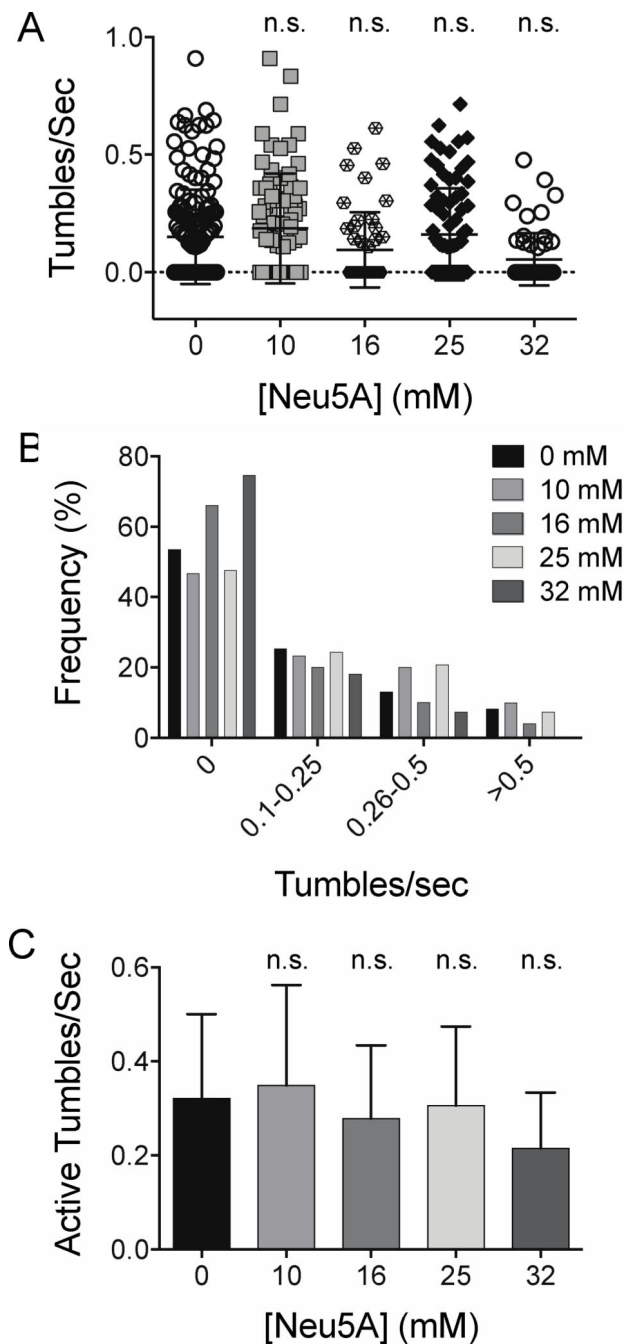 A
n.s. n.s. n.s. n.s.
1.0
0.5
0.0
Tumbles/Sec
0 10 16 25 32
[Neu5A] (mM)
B
80
60
40
20
0
Frequency (%)
0 mM
10 mM
16 mM
25 mM
32 mM
0 0.1-0.25 0.26-0.5 >0.5
Tumbles/sec
C
n.s. n.s. n.s. n.s.
0.6
0.4
0.2
0.0
Active Tumbles/Sec
0 10 16 25 32
[Neu5A] (mM)